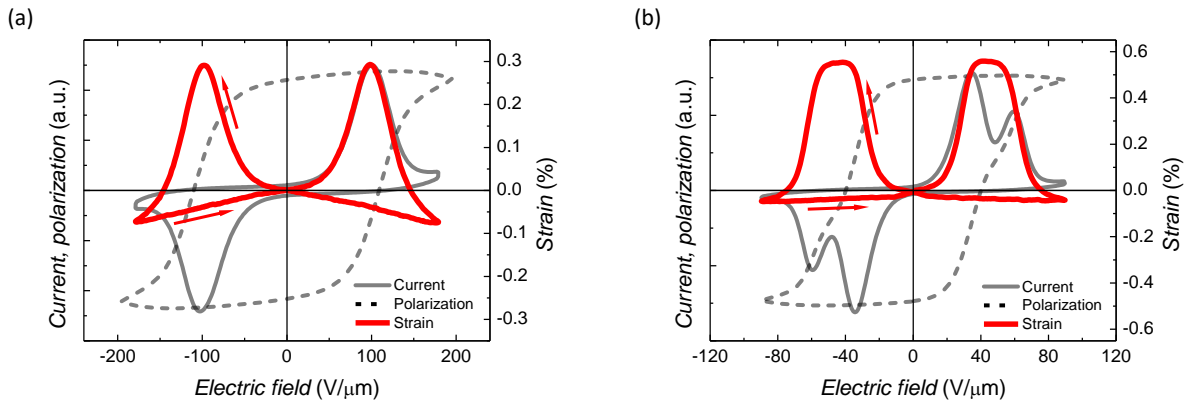 (a)
Current, polarization (a.u.)
0.3
0.2
0.1
0.0
-0.1
-0.2
-0.3
Strain (%)
Current
Polarization
Strain
-200 -100 0 100 200
Electric field (V/μm)
(b)
Current, polarization (a.u.)
0.6
0.4
0.2
0.0
-0.2
-0.4
-0.6
Strain (%)
Current
Polarization
Strain
-120 -80 -40 0 40 80 120
Electric field (V/μm)